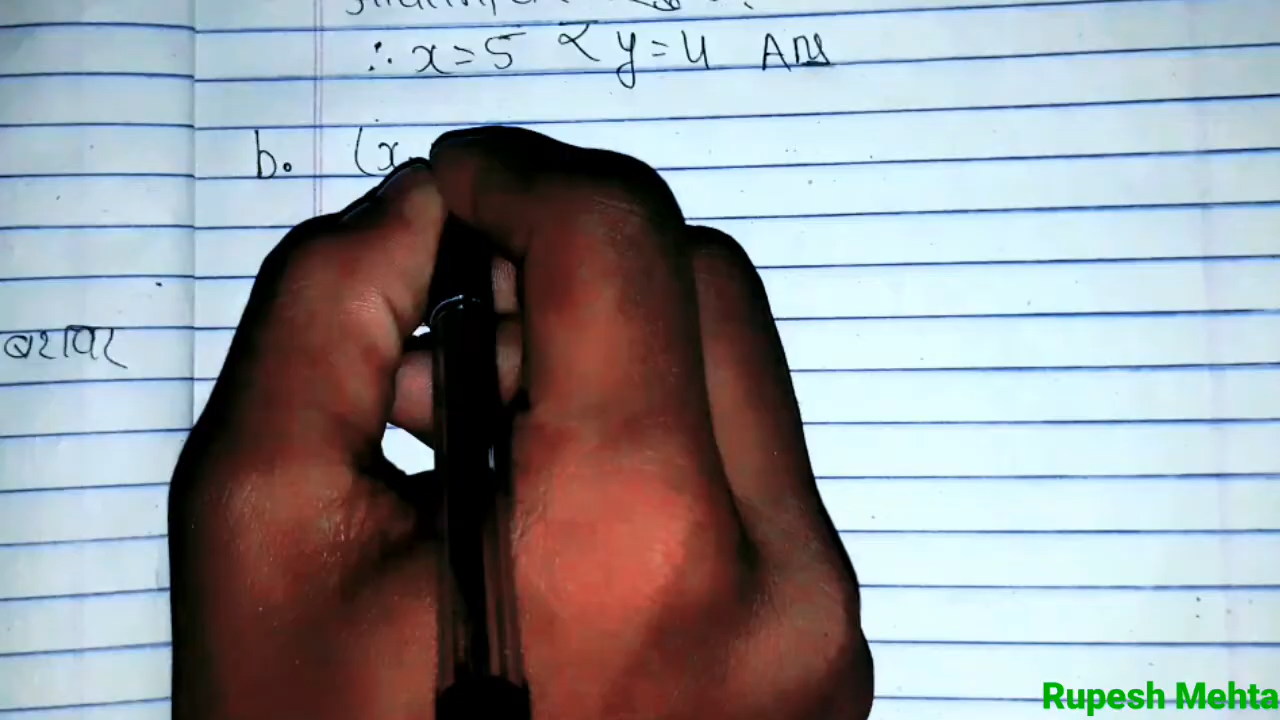 ∴ x=5 र y=4 Ans
b. (x
बराबर
Rupesh Mehta